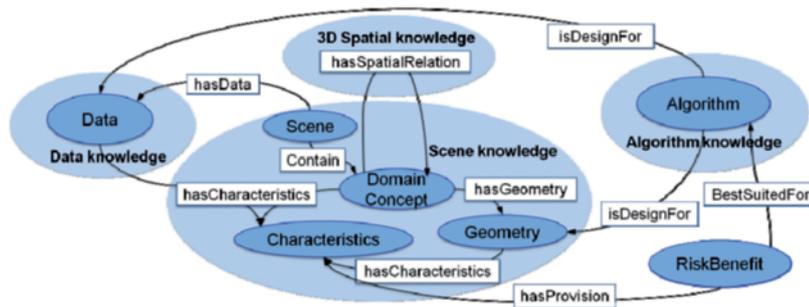 isDesignFor
3D Spatial knowledge
hasSpatialRelation
hasData
Data
Data knowledge
Scene
Contain
Scene knowledge
Algorithm
Algorithm knowledge
hasCharacteristics
Domain
Concept
hasGeometry
BestSuitedFor
isDesignFor
Characteristics
Geometry
hasCharacteristics
RiskBenefit
hasProvision